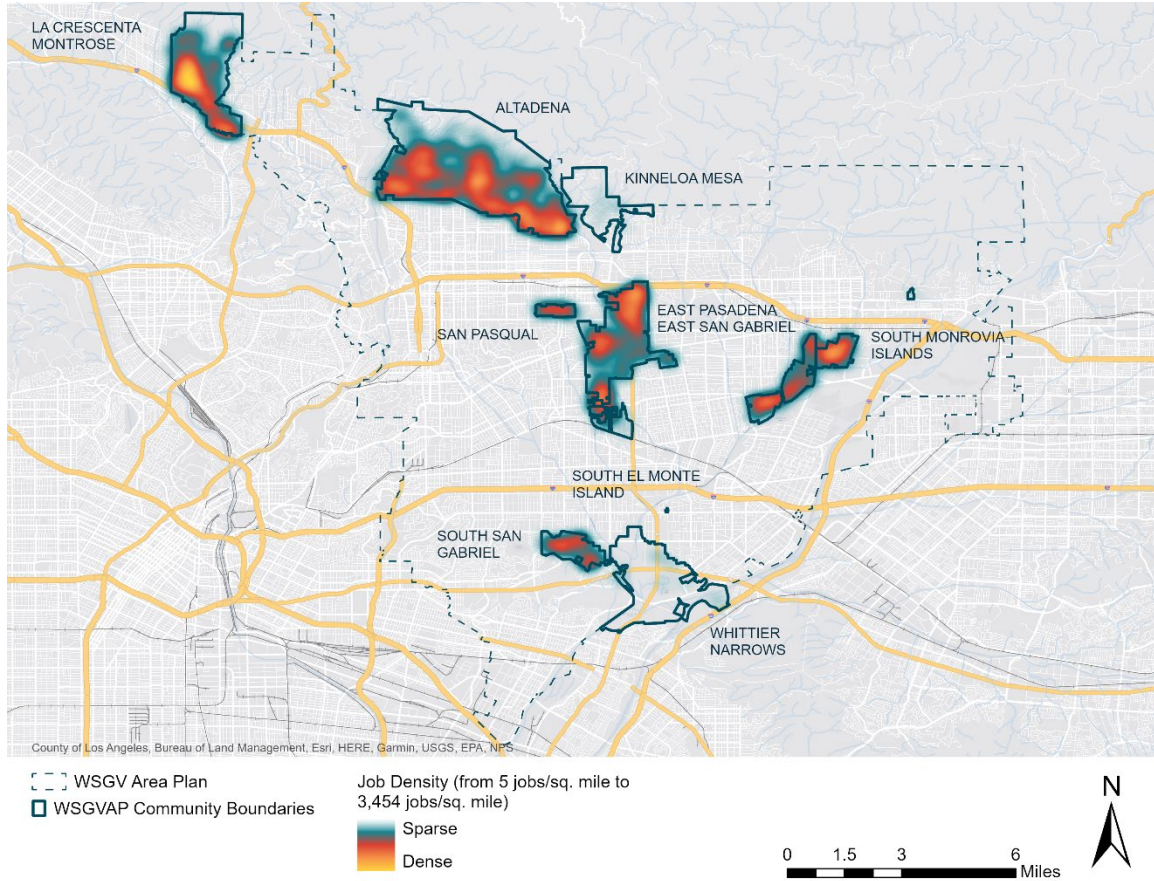 LA CRESCENTA
MONTROSE
ALTADENA
KINNELOA MESA
SAN PASQUAL
EAST PASADENA
EAST SAN GABRIEL
SOUTH MONROVIA
ISLANDS
SOUTH EL MONTE
ISLAND
SOUTH SAN
GABRIEL
WHITTIER
NARROWS
County of Los Angeles, Bureau of Land Management, Esri, HERE, Garmin, USGS, EPA, NPS
WSGV Area Plan
WSGVAP Community Boundaries
Job Density (from 5 jobs/sq. mile to
3,454 jobs/sq. mile)
Sparse
Dense
N
0 1.5 3 6
Miles